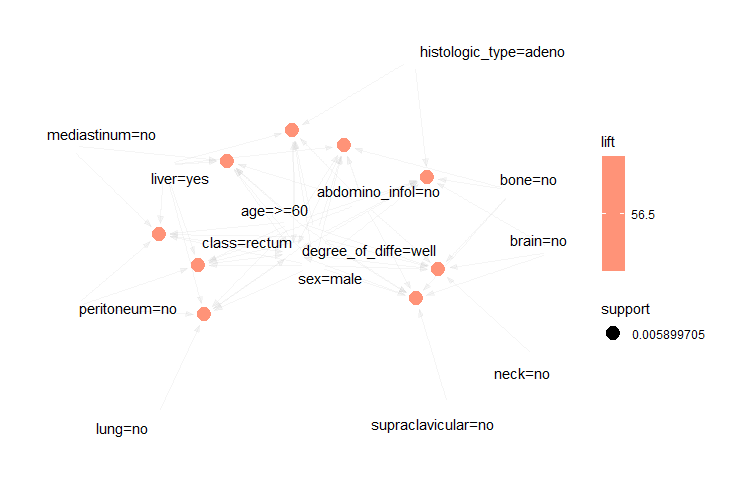 histologic_type=adeno
mediastinum=no
lift
liver=yes
bone=no
abdomino_infol=no
age=>=60
56.5
class=rectum
brain=no
degree_of_diffe=well
sex=male
peritoneum=no
support
0.005899705
neck=no
lung=no
supraclavicular=no